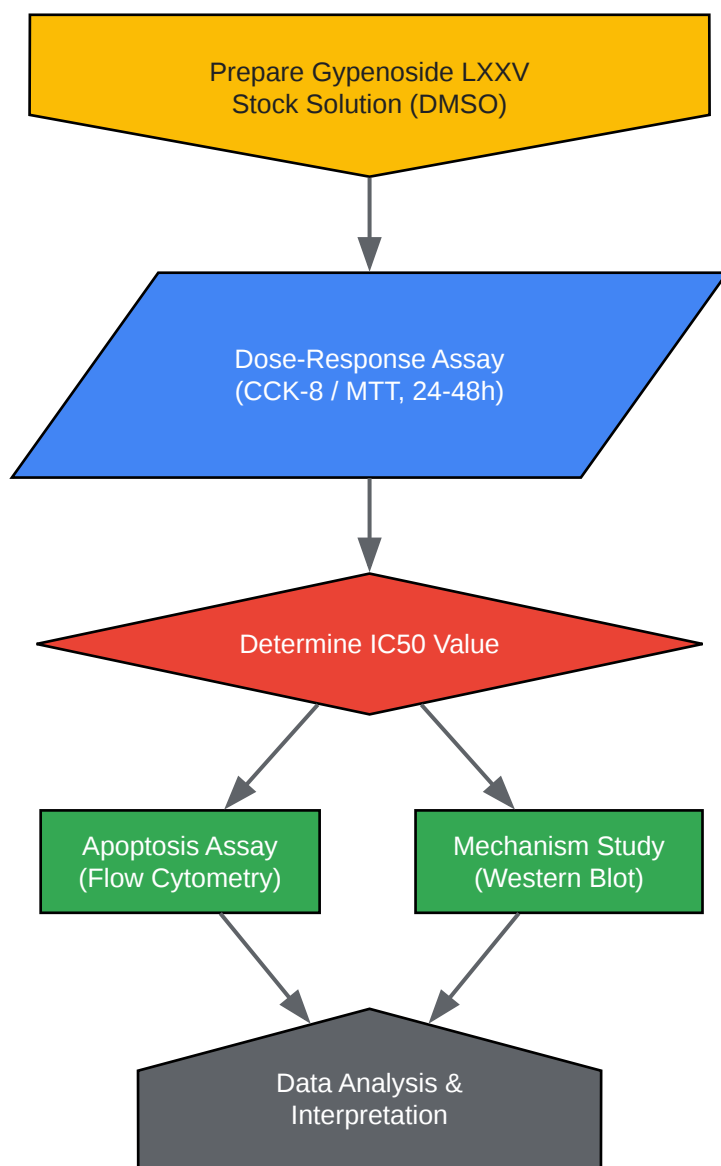 Prepare Gypenoside LXXV
Stock Solution (DMSO)
Dose-Response Assay
(CCK-8 / MTT, 24-48h)
Determine IC50 Value
Apoptosis Assay
(Flow Cytometry)
Mechanism Study
(Western Blot)
Data Analysis &
Interpretation